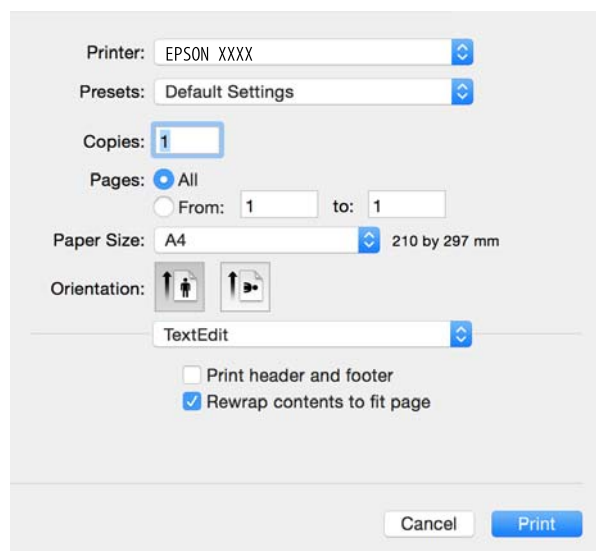 Printer: EPSON XXXX
Presets: Default Settings
Copies: 1
Pages: All
From: 1 to: 1
Paper Size: A4 210 by 297 mm
Orientation:
TextEdit
Print header and footer
Rewrap contents to fit page
Cancel Print